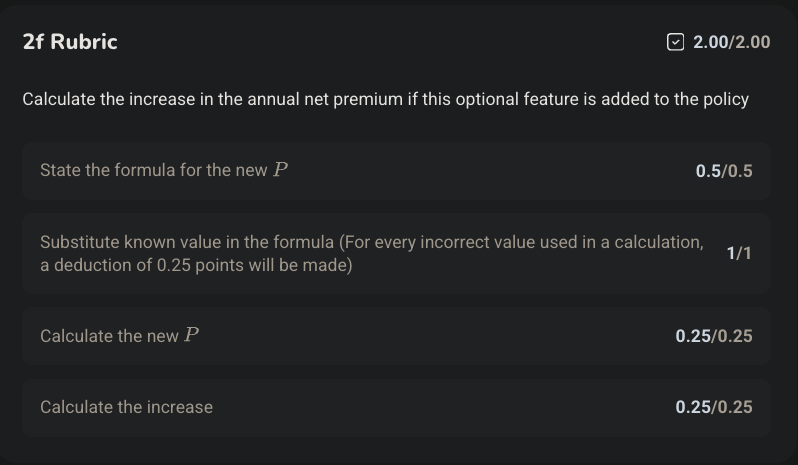 2f Rubric
2.00/2.00
Calculate the increase in the annual net premium if this optional feature is added to the policy
State the formula for the new P
0.5/0.5
Substitute known value in the formula (For every incorrect value used in a calculation,
a deduction of 0.25 points will be made)
1/1
Calculate the new P
0.25/0.25
Calculate the increase
0.25/0.25